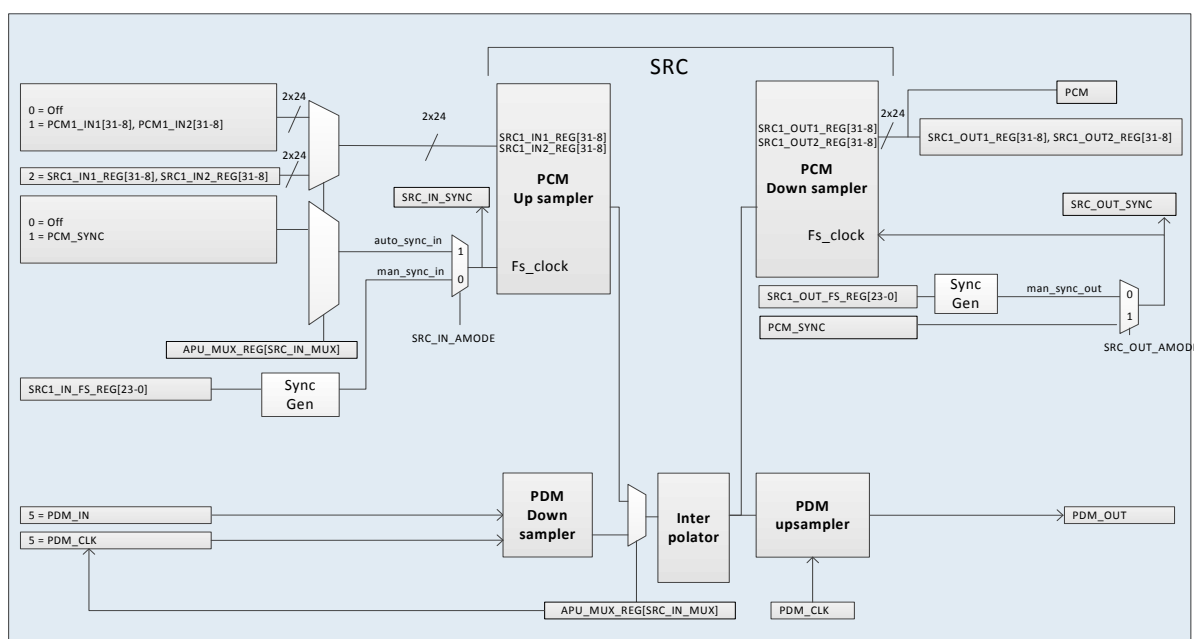 SRC
0 = Off
1 = PCM1_IN1[31-8], PCM1_IN2[31-8]
2x24
2x24
2x24
2 = SRC1_IN1_REG[31-8], SRC1_IN2_REG[31-8]
0 = Off
1 = PCM_SYNC
APU_MUX_REG[SRC_IN_MUX]
SRC1_IN_FS_REG[23-0]
Sync
Gen
auto_sync_in
man_sync_in
1
0
SRC_IN_AMODE
SRC_IN_SYNC
SRC1_IN1_REG[31-8]
SRC1_IN2_REG[31-8]
PCM
Up sampler
Fs_clock
SRC1_OUT1_REG[31-8]
SRC1_OUT2_REG[31-8]
PCM
Down sampler
Fs_clock
2x24
PCM
SRC1_OUT1_REG[31-8], SRC1_OUT2_REG[31-8]
SRC_OUT_SYNC
SRC1_OUT_FS_REG[23-0]
Sync
Gen
man_sync_out
0
1
PCM_SYNC
SRC_OUT_AMODE
5 = PDM_IN
5 = PDM_CLK
PDM
Down
sampler
Inter
polator
PDM
upsampler
PDM_OUT
APU_MUX_REG[SRC_IN_MUX]
PDM_CLK